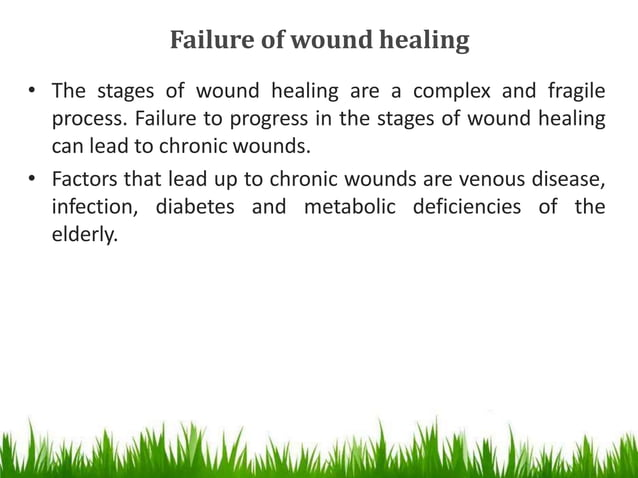 Failure of wound healing
• The stages of wound healing are a complex and fragile
process. Failure to progress in the stages of wound healing
can lead to chronic wounds.
• Factors that lead up to chronic wounds are venous disease,
infection, diabetes and metabolic deficiencies of the
elderly.